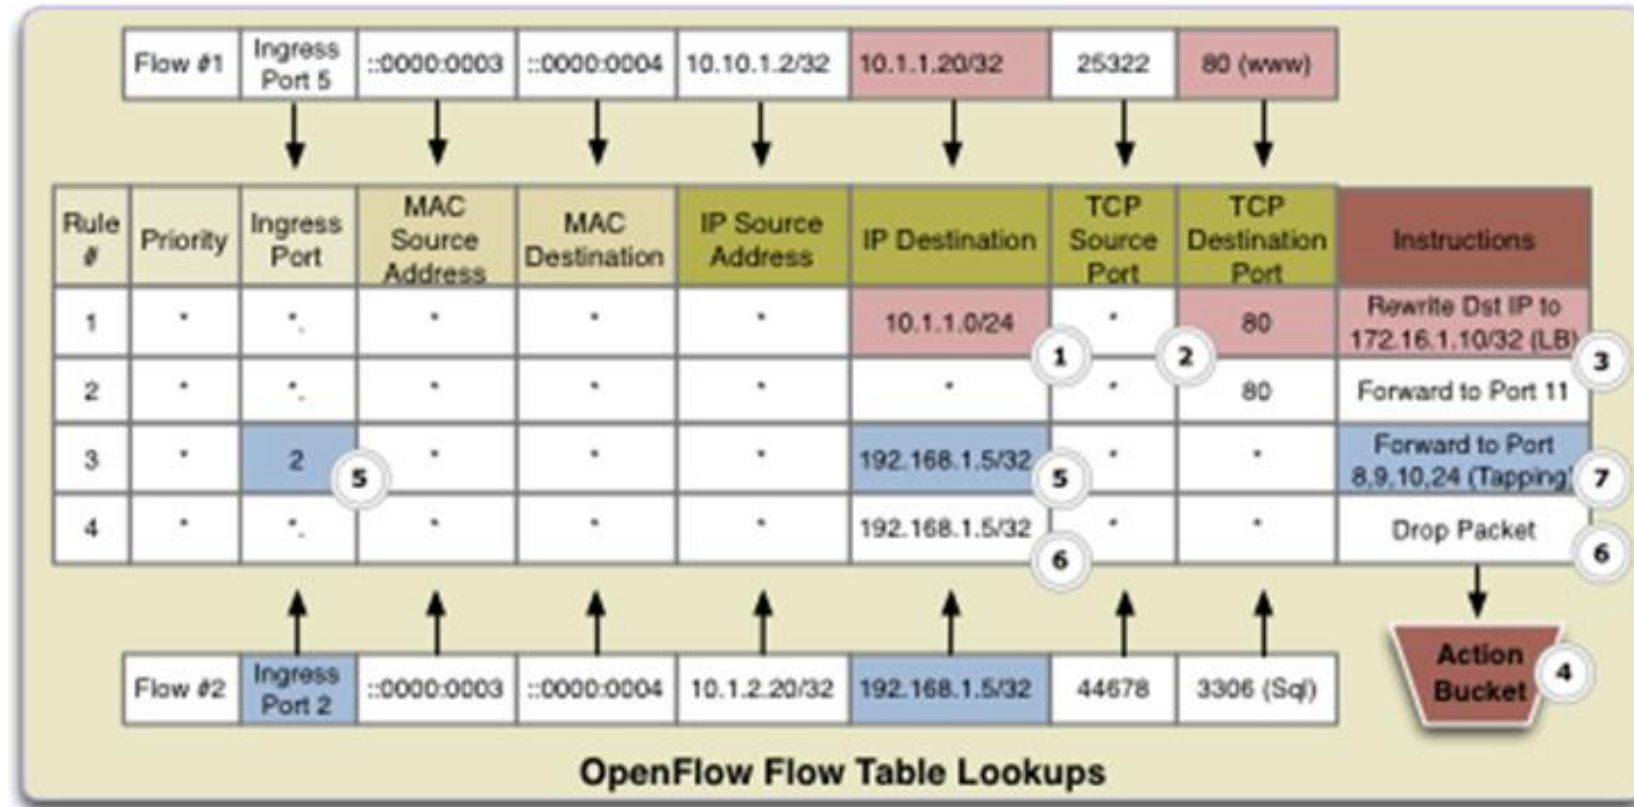 Flow #1 Ingress Port 5 ::0000:0003 ::0000:0004 10.10.1.2/32 10.1.1.20/32 25322 80 (www)
Rule # Priority Ingress Port MAC Source Address MAC Destination IP Source Address IP Destination TCP Source Port TCP Destination Port Instructions
1 * *. * * * 10.1.1.0/24 * 80 Rewrite Dst IP to 172.16.1.10/32 (LB)
1 2 3
2 * *. * * * * * 80 Forward to Port 11
3 * 2 * * * 192.168.1.5/32 * * Forward to Port 8,9,10,24 (Tapping)
5 5 7
4 * *. * * * 192.168.1.5/32 * * Drop Packet
6 6
Flow #2 Ingress Port 2 ::0000:0003 ::0000:0004 10.1.2.20/32 192.168.1.5/32 44678 3306 (Sql)
Action Bucket 4
OpenFlow Flow Table Lookups